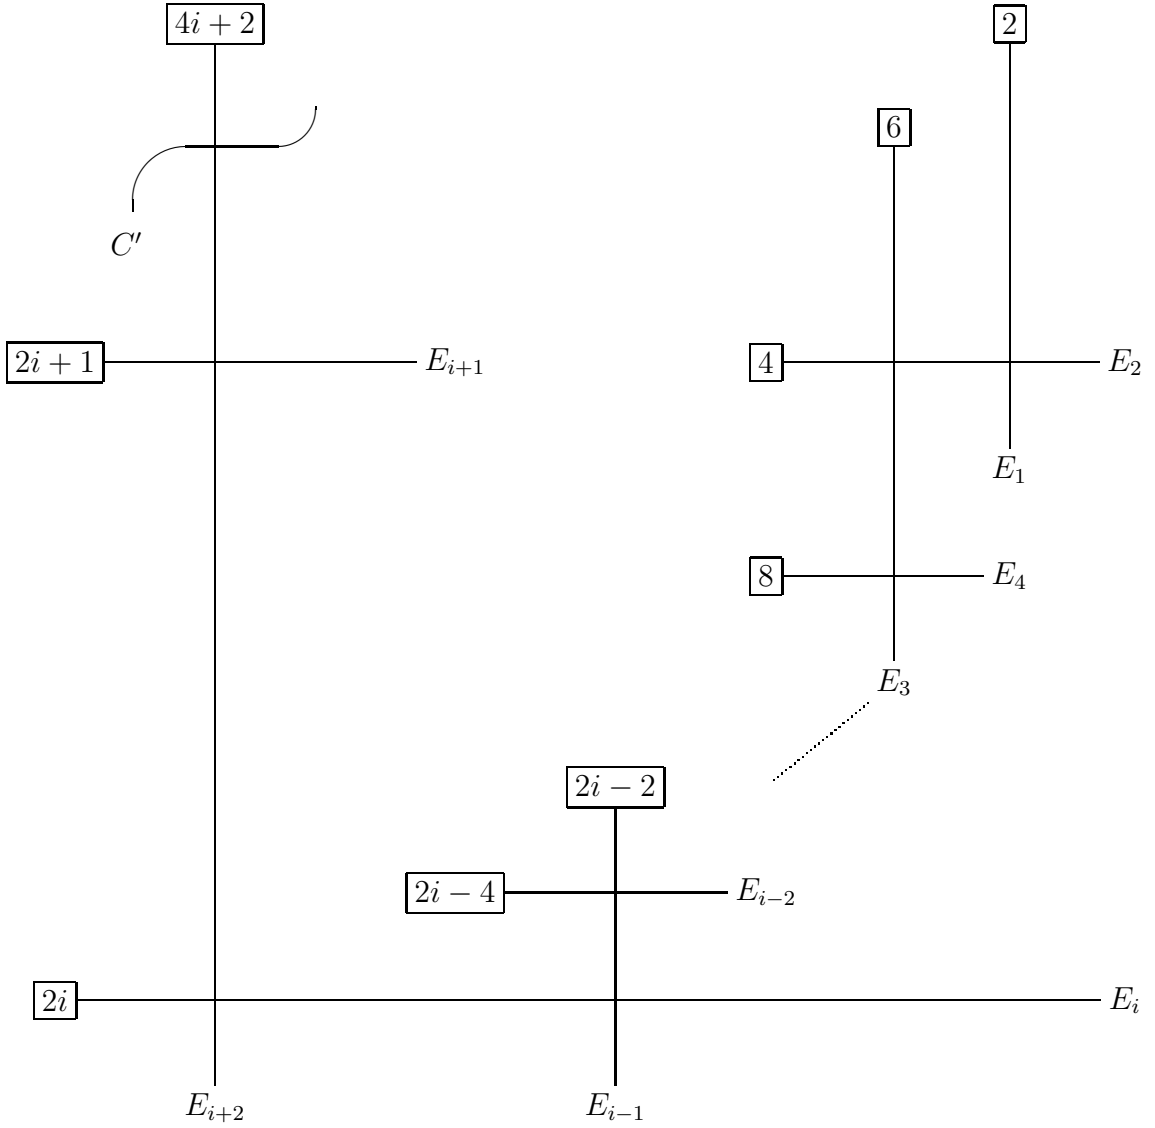 4i + 2
2
6
C′
2i + 1
E_{i+1}
4
E_2
E_1
8
E_4
E_3
2i − 2
2i − 4
E_{i−2}
2i
E_i
E_{i+2}
E_{i−1}